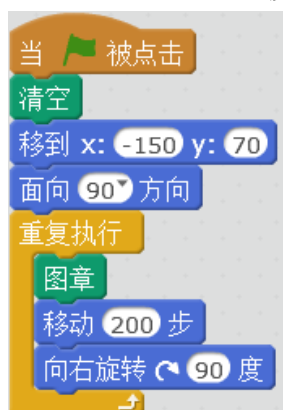 当 被点击
清空
移到 x: -150 y: 70
面向 90 方向
重复执行
图章
移动 200 步
向右旋转 90 度